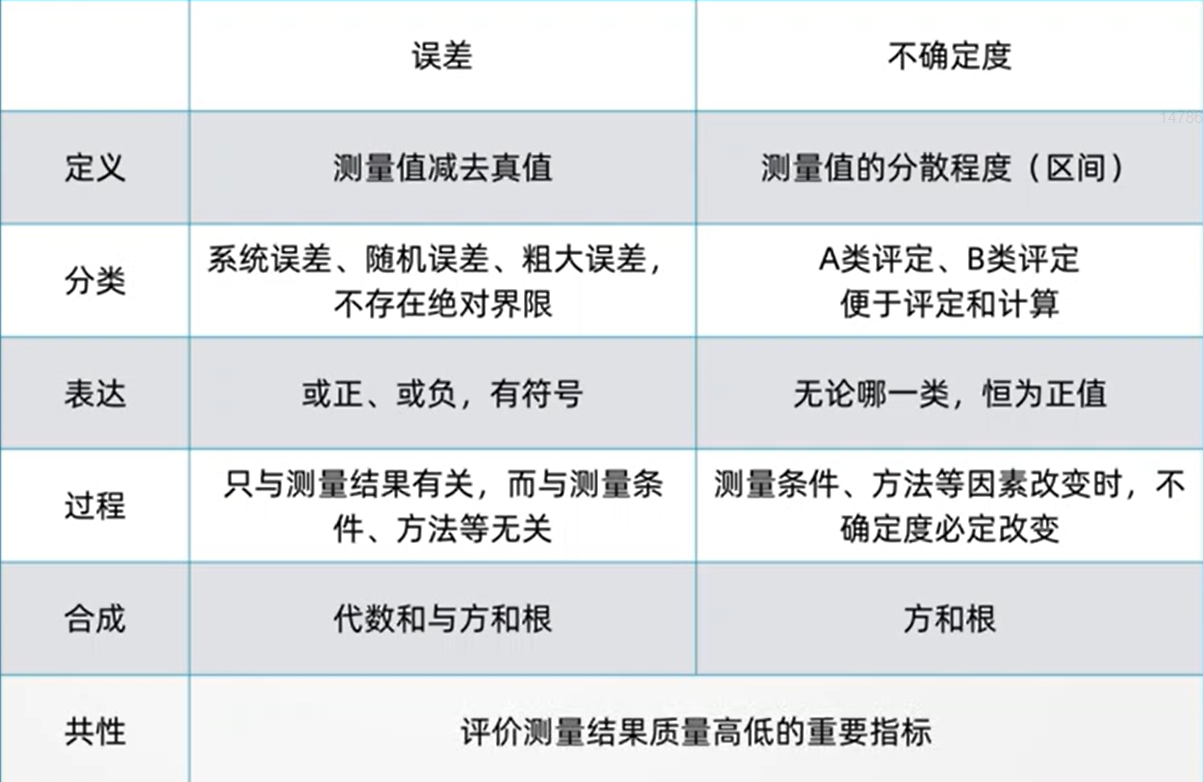 误差
不确定度
14786
定义
测量值减去真值
测量值的分散程度（区间）
分类
系统误差、随机误差、粗大误差，
不存在绝对界限
A类评定、B类评定
便于评定和计算
表达
或正、或负，有符号
无论哪一类，恒为正值
过程
只与测量结果有关，而与测量条
件、方法等无关
测量条件、方法等因素改变时，不
确定度必定改变
合成
代数和与方和根
方和根
共性
评价测量结果质量高低的重要指标